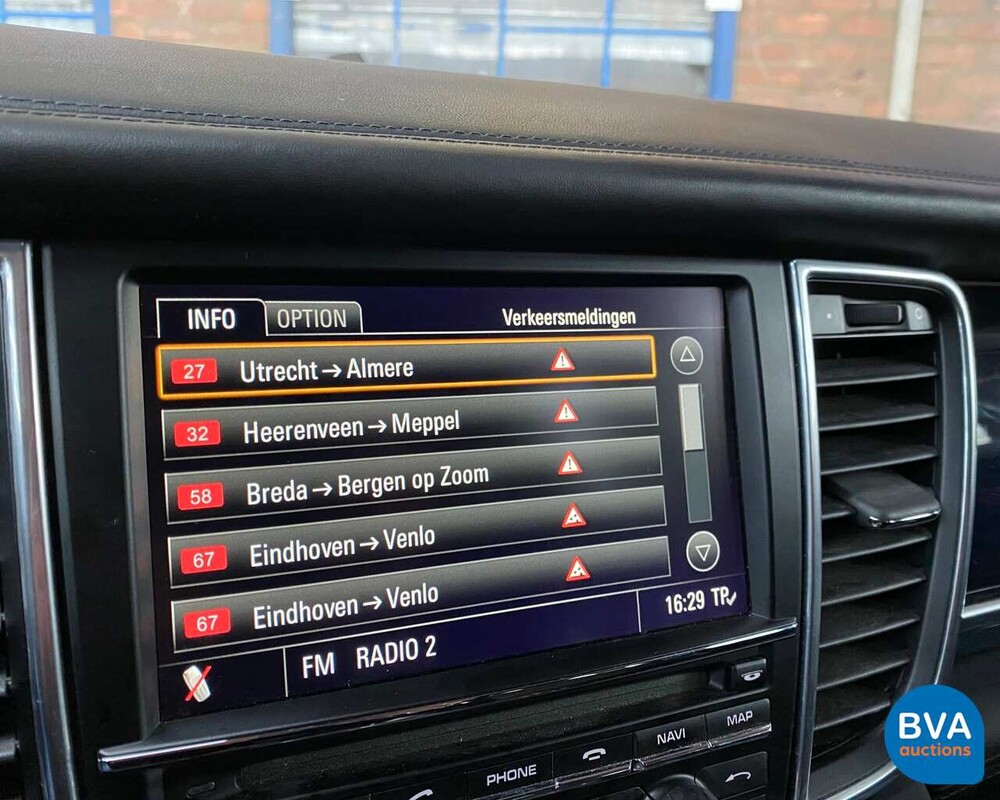 INFO OPTION Verkeersmeldingen
27 Utrecht → Almere
32 Heerenveen → Meppel
58 Breda → Bergen op Zoom
67 Eindhoven → Venlo
67 Eindhoven → Venlo
16:29 TP
FM RADIO 2
PHONE NAVI MAP
BVA
auctions